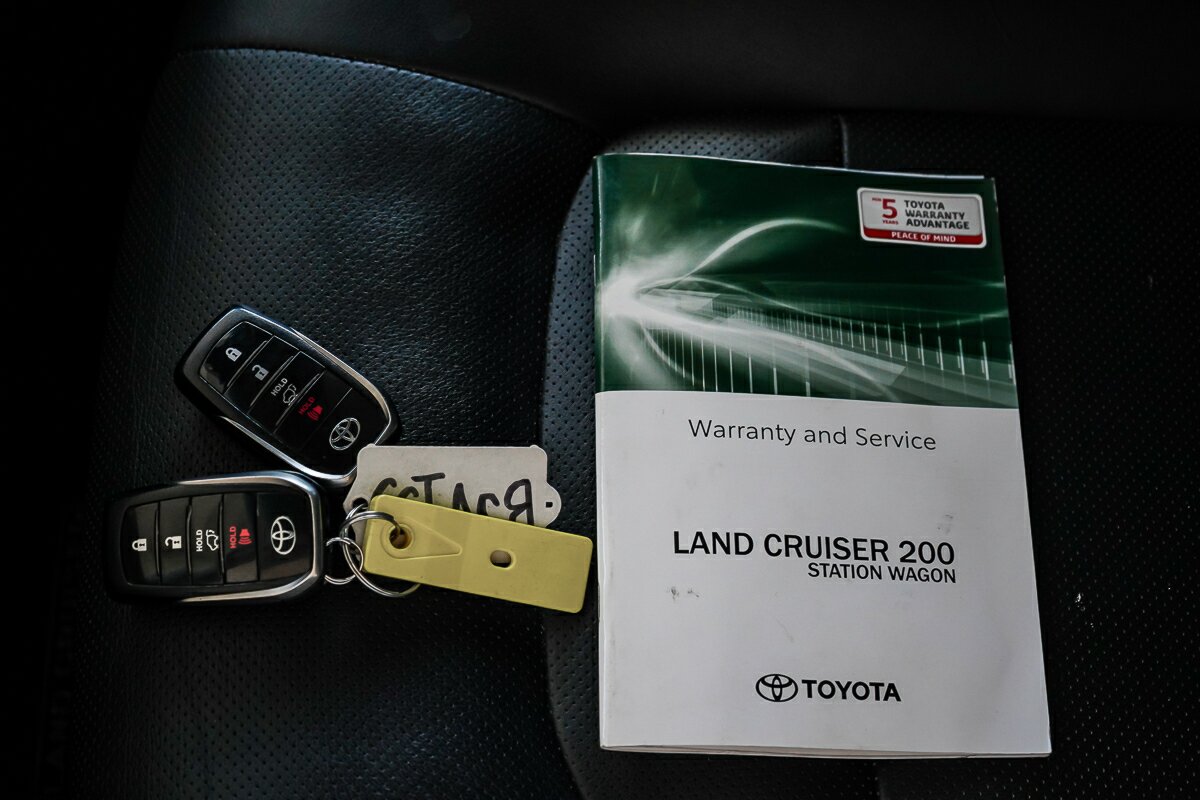 MIN 5 YEARS
TOYOTA
WARRANTY
ADVANTAGE
PEACE OF MIND
Warranty and Service
LAND CRUISER 200
STATION WAGON
TOYOTA
HOLD
HOLD
HOLD
HOLD